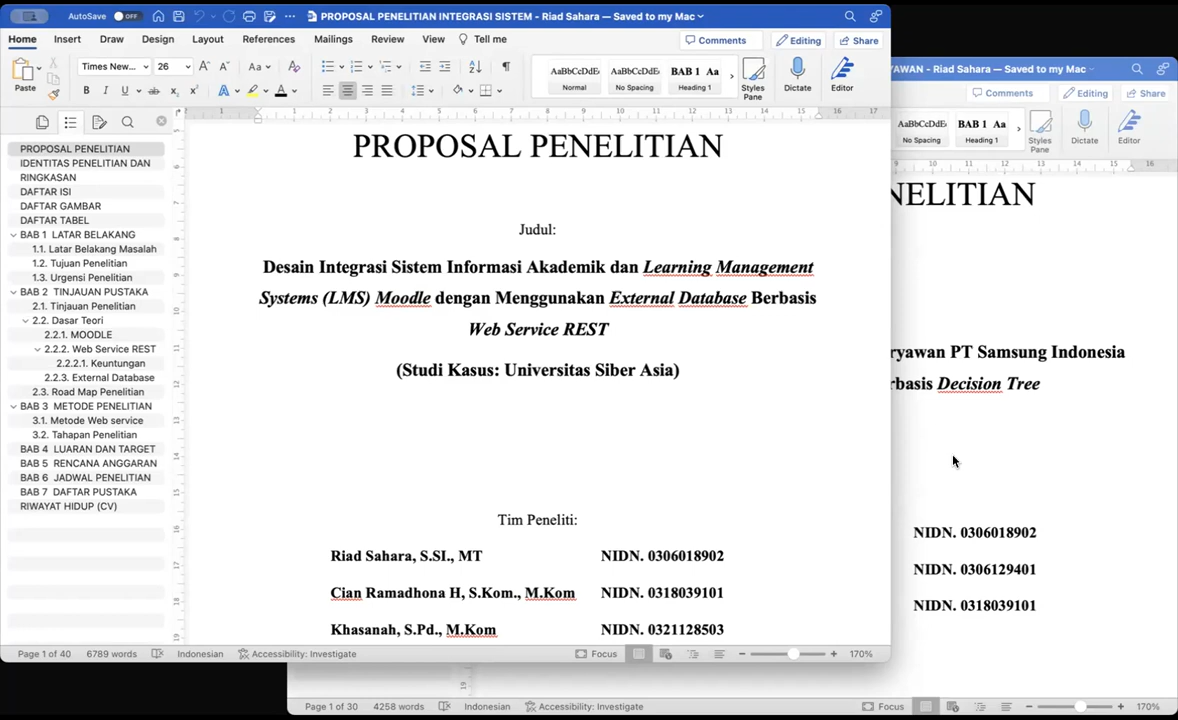 AutoSave OFF
PROPOSAL PENELITIAN INTEGRASI SISTEM - Riad Sahara — Saved to my Mac
Home Insert Draw Design Layout References Mailings Review View Tell me
Comments Editing Share
Paste
Times New... 26
AaBbCcDdEe AaBbCcDdEe BAB 1 Aa
Normal No Spacing Heading 1
Styles Pane
Dictate
Editor
PROPOSAL PENELITIAN
IDENTITAS PENELITIAN DAN
RINGKASAN
DAFTAR ISI
DAFTAR GAMBAR
DAFTAR TABEL
BAB 1 LATAR BELAKANG
1.1. Latar Belakang Masalah
1.2. Tujuan Penelitian
1.3. Urgensi Penelitian
BAB 2 TINJAUAN PUSTAKA
2.1. Tinjauan Penelitian
2.2. Dasar Teori
2.2.1. MOODLE
2.2.2. Web Service REST
2.2.2.1. Keuntungan
2.2.3. External Database
2.3. Road Map Penelitian
BAB 3 METODE PENELITIAN
3.1. Metode Web service
3.2. Tahapan Penelitian
BAB 4 LUARAN DAN TARGET
BAB 5 RENCANA ANGGARAN
BAB 6 JADWAL PENELITIAN
BAB 7 DAFTAR PUSTAKA
RIWAYAT HIDUP (CV)
PROPOSAL PENELITIAN
Judul:
Desain Integrasi Sistem Informasi Akademik dan Learning Management
Systems (LMS) Moodle dengan Menggunakan External Database Berbasis
Web Service REST
(Studi Kasus: Universitas Siber Asia)
Tim Peneliti:
Riad Sahara, S.SI., MT NIDN. 0306018902
Cian Ramadhona H, S.Kom., M.Kom NIDN. 0318039101
Khasanah, S.Pd., M.Kom NIDN. 0321128503
Page 1 of 40 6789 words Indonesian Accessibility: Investigate Focus 170%
YAWAN - Riad Sahara — Saved to my Mac
Comments Editing Share
AaBbCcDdEe BAB 1 Aa
No Spacing Heading 1
Styles Pane
Dictate
Editor
NELITIAN
ryawan PT Samsung Indonesia
rbasis Decision Tree
NIDN. 0306018902
NIDN. 0306129401
NIDN. 0318039101
Page 1 of 30 4258 words Indonesian Accessibility: Investigate Focus 170%